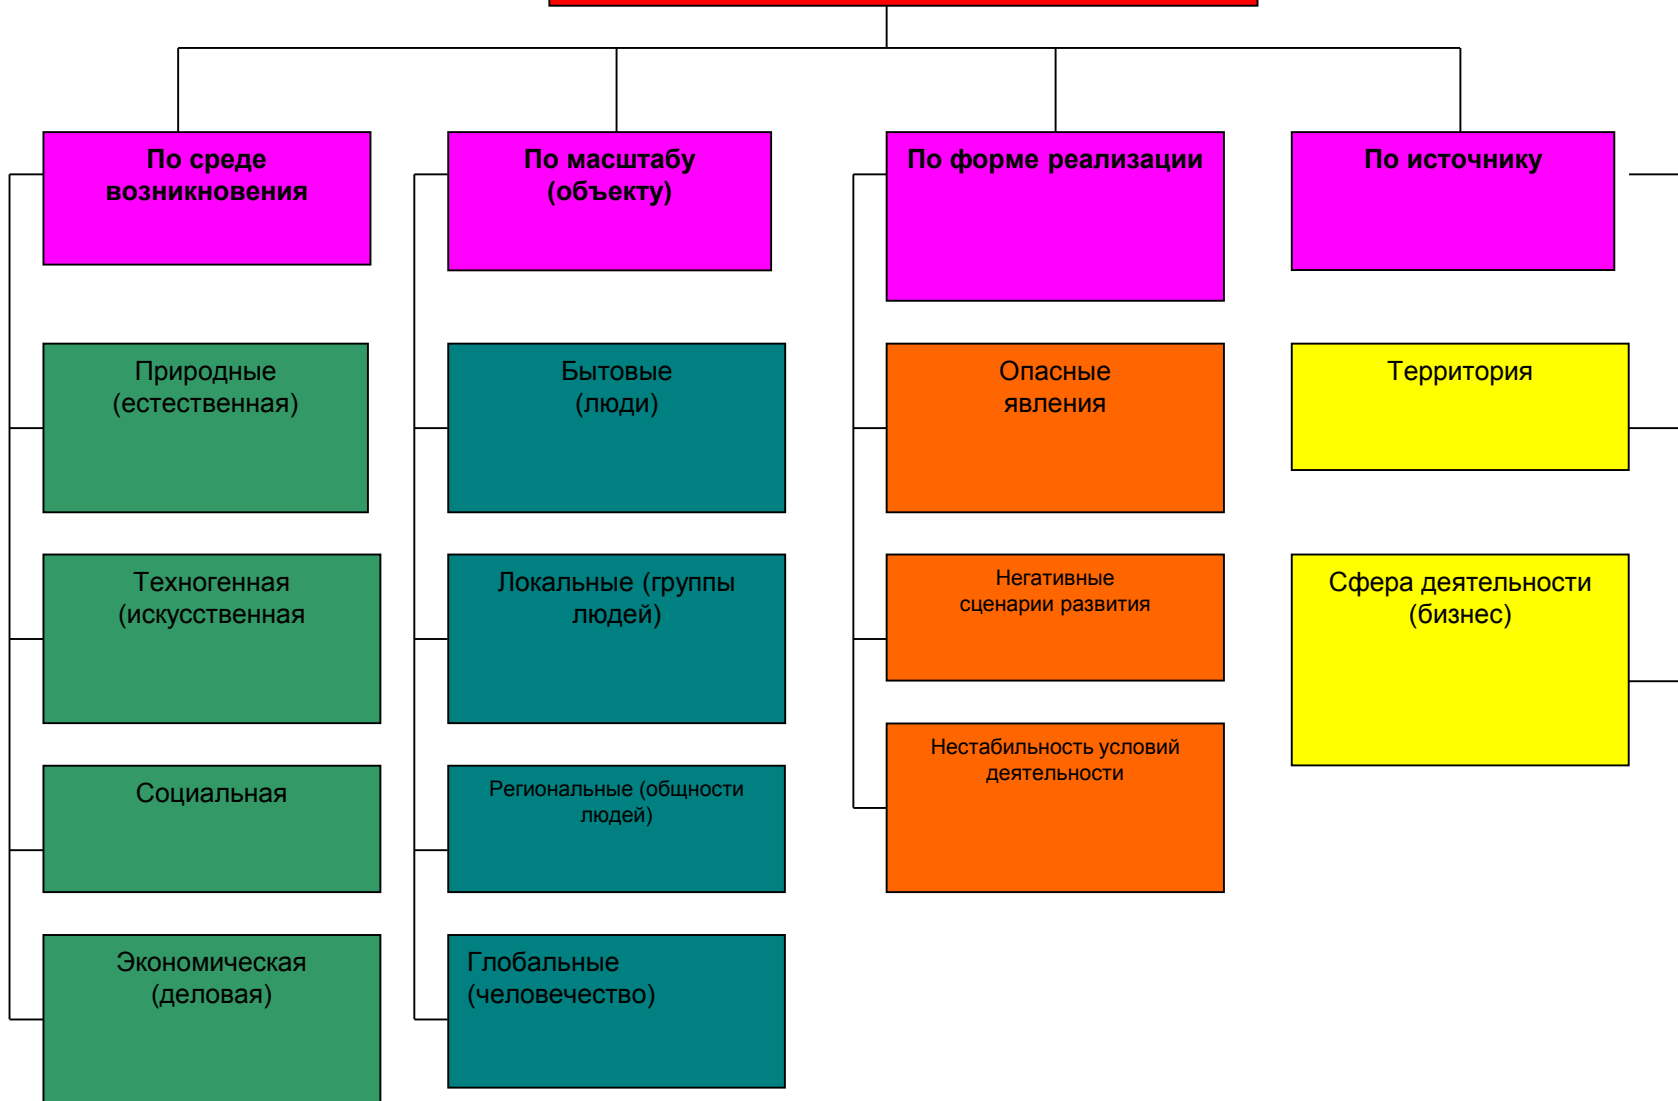 По среде
возникновения
По масштабу
(объекту)
По форме реализации
По источнику
Природные
(естественная)
Бытовые
(люди)
Опасные
явления
Территория
Техногенная
(искусственная
Локальные (группы
людей)
Негативные
сценарии развития
Сфера деятельности
(бизнес)
Социальная
Региональные (общности
людей)
Нестабильность условий
деятельности
Экономическая
(деловая)
Глобальные
(человечество)